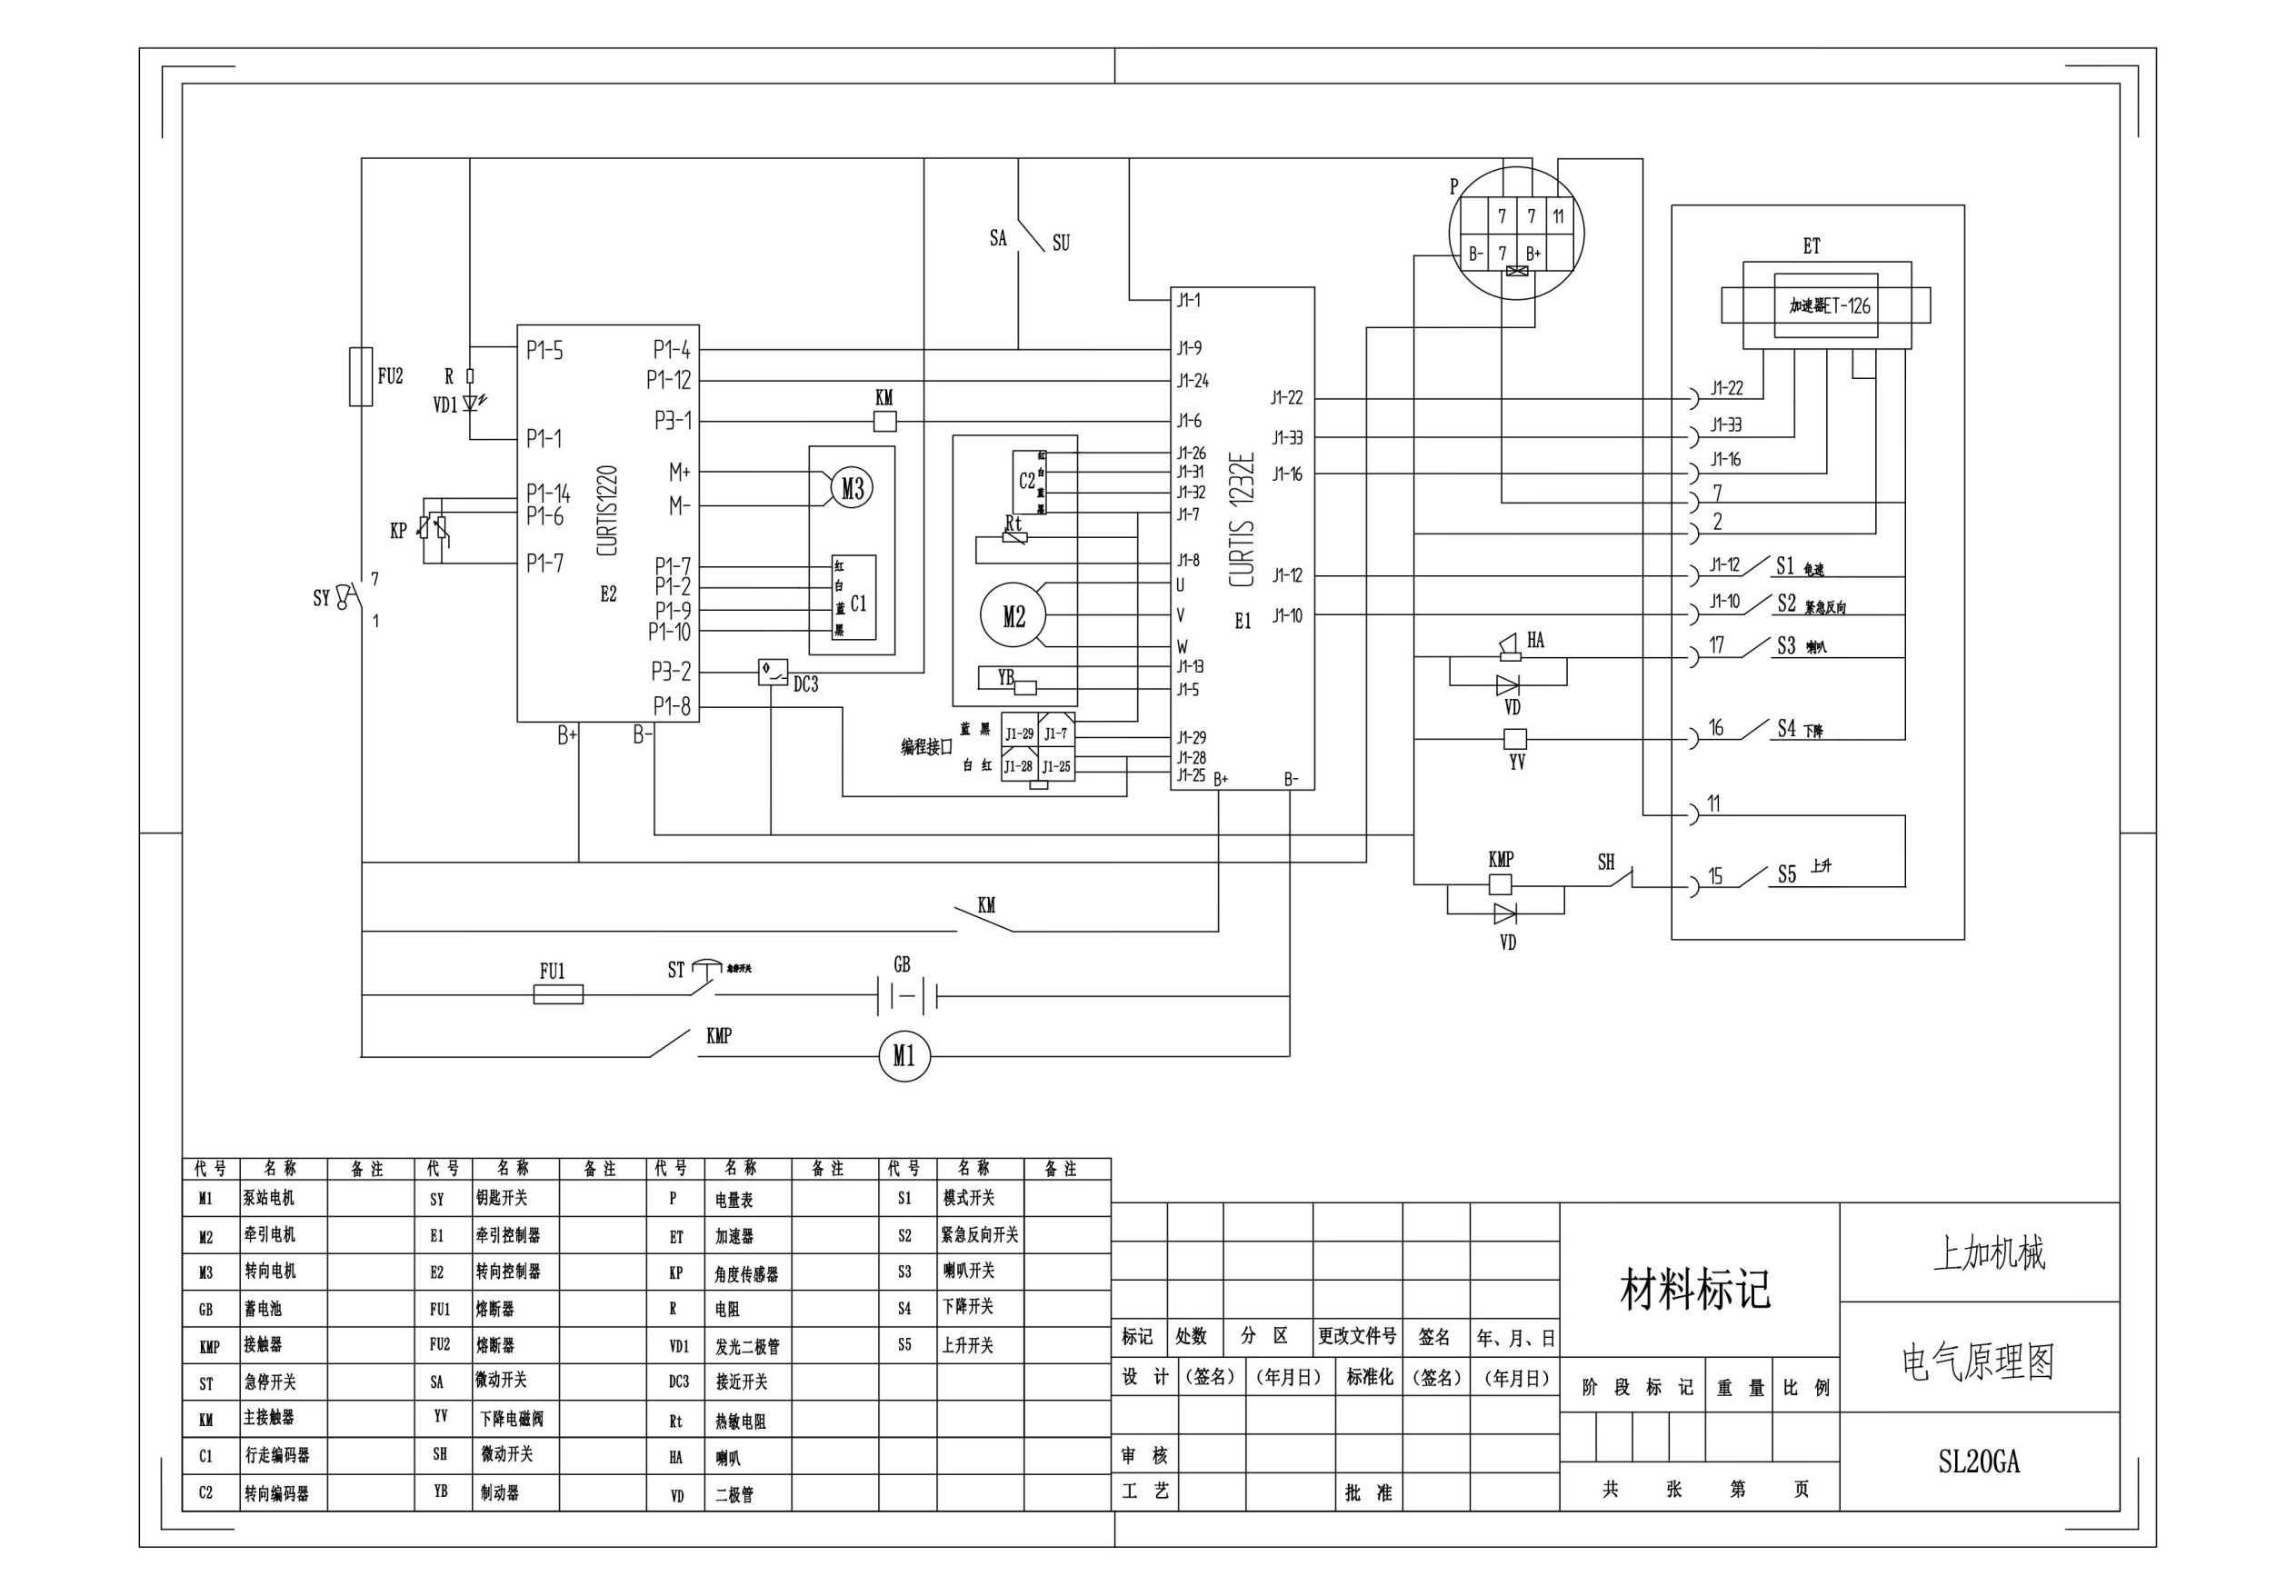 P
7 7 11
B- 7 B+
SA SU
ET
加速器ET-126
J1-1
P1-5 P1-4 J1-9
FU2 R
VD1
P1-12 J1-24
J1-22 J1-22
KM
P3-1 J1-6
P1-1
J1-33 J1-33
M+
M3
C2 红 白 蓝 黑
J1-26
J1-31
J1-32
J1-7
J1-16 J1-16
P1-14
P1-6
M-
7
KP
Rt
2
CURTIS1220
CURTIS 1232E
P1-7 P1-7
P1-2
P1-9
P1-10
红
白
蓝
黑
C1
J1-8
J1-12 J1-12 S1 龟速
E2
7
SY
1
M2
U
V
W
E1
J1-10 J1-10 S2 紧急反向
HA
17 S3 喇叭
P3-2
DC3
YB
J1-13
J1-5
VD
P1-8
蓝 黑
编程接口
白 红
J1-29 J1-7
J1-28 J1-25
J1-29
J1-28
J1-25
16 S4 下降
YV
B+ B-
B+ B-
11
KMP SH
15 S5 上升
VD
KM
FU1 ST 急停开关 GB
KMP
M1
代号 名称 备注 代号 名称 备注 代号 名称 备注 代号 名称 备注
M1 泵站电机 SY 钥匙开关 P 电量表 S1 模式开关
M2 牵引电机 E1 牵引控制器 ET 加速器 S2 紧急反向开关
M3 转向电机 E2 转向控制器 KP 角度传感器 S3 喇叭开关
GB 蓄电池 FU1 熔断器 R 电阻 S4 下降开关
KMP 接触器 FU2 熔断器 VD1 发光二极管 S5 上升开关
ST 急停开关 SA 微动开关 DC3 接近开关
KM 主接触器 YV 下降电磁阀 Rt 热敏电阻
C1 行走编码器 SH 微动开关 HA 喇叭
C2 转向编码器 YB 制动器 VD 二极管
标记 处数 分 区 更改文件号 签名 年、月、日
设 计 (签名) (年月日) 标准化 (签名) (年月日)
审 核
工 艺 批 准
材料标记
阶 段 标 记 重 量 比 例
共 张 第 页
上加机械
电气原理图
SL20GA